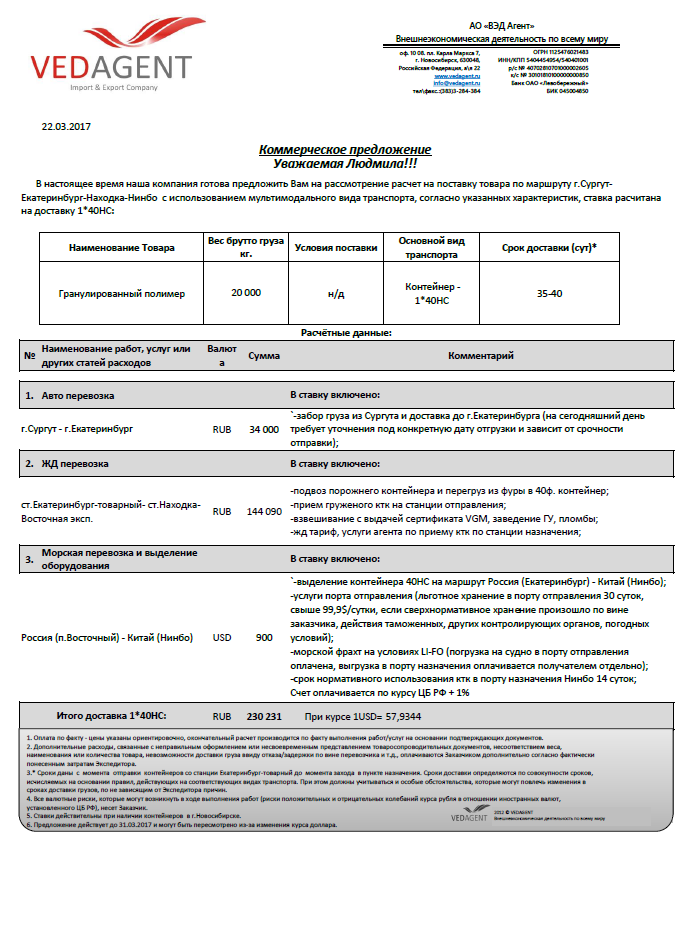 VEDAGENT
Import & Export Company
АО «ВЭД Агент»
Внешнеэкономическая деятельность по всему миру
оф. 10 08. пл. Карла Маркса 7,
г. Новосибирск, 630048,
Российская Федерация, а\я 22
www.vedagent.ru
info@vedagent.ru
тел\факс.:(383)3-284-384
ОГРН 1125476021483
ИНН/КПП 5404454954/540401001
р/с № 40702810701000002605
к/с № 30101810100000000850
Банк ОАО «Левобережный»
БИК 045004850
22.03.2017
Коммерческое предложение
Уважаемая Людмила!!!
В настоящее время наша компания готова предложить Вам на рассмотрение расчет на поставку товара по маршруту г.Сургут-
Екатеринбург-Находка-Нинбо с использованием мультимодального вида транспорта, согласно указанных характеристик, ставка расчитана
на доставку 1*40HC:
Наименование Товара
Вес брутто груза кг.
Условия поставки
Основной вид транспорта
Срок доставки (сут)*
Гранулированный полимер
20 000
н/д
Контейнер - 1*40HC
35-40
Расчётные данные:
№
Наименование работ, услуг или
других статей расходов
Валют
а
Сумма
Комментарий
1. Авто перевозка
В ставку включено:
г.Сургут - г.Екатеринбург
RUB
34 000
`-забор груза из Сургута и доставка до г.Екатеринбурга (на сегодняшний день
требует уточнения под конкретную дату отгрузки и зависит от срочности
отправки);
2. ЖД перевозка
В ставку включено:
ст.Екатеринбург-товарный- ст.Находка-
Восточная эксп.
RUB
144 090
-подвоз порожнего контейнера и перегруз из фуры в 40ф. контейнер;
-прием груженого ктк на станции отправления;
-взвешивание с выдачей сертификата VGM, заведение ГУ, пломбы;
-жд тариф, услуги агента по приему ктк по станции назначения;
3. Морская перевозка и выделение
оборудования
В ставку включено:
Россия (п.Восточный) - Китай (Нинбо)
USD
900
`-выделение контейнера 40HC на маршрут Россия (Екатеринбург) - Китай (Нинбо);
-услуги порта отправления (льготное хранение в порту отправления 30 суток,
свыше 99,9$/сутки, если сверхнормативное хранение произошло по вине
заказчика, действия таможенных, других контролирующих органов, погодных
условий);
-морской фрахт на условиях LI-FO (погрузка на судно в порту отправления
оплачена, выгрузка в порту назначения оплачивается получателем отдельно);
-срок нормативного использования ктк в порту назначения Нинбо 14 суток;
Счет оплачивается по курсу ЦБ РФ + 1%
Итого доставка 1*40HC:
RUB
230 231
При курсе 1USD= 57,9344
1. Оплата по факту - цены указаны ориентировочно, окончательный расчет производится по факту выполнения работ/услуг на основании подтверждающих документов.
2. Дополнительные расходы, связанные с неправильным оформлением или несвоевременным представлением товаросопроводительных документов, несоответствием веса,
наименования или количества товара, невозможности доставки груза ввиду отказа/задержки по вине перевозчика и т.д., оплачиваются Заказчиком дополнительно согласно фактически
понесенным затратам Экспедитора.
3.* Сроки даны с момента отправки контейнеров со станции Екатеринбург-товарный до момента захода в пункте назначения. Сроки доставки определяются по совокупности сроков,
исчисляемых на основании правил, действующих на соответствующих видах транспорта. При этом должны учитываться и особые обстоятельства, которые могут повлечь изменения в
сроках доставки грузов, по не зависящим от Экспедитора причин.
4. Все валютные риски, которые могут возникнуть в ходе выполнения работ (риски положительных и отрицательных колебаний курса рубля в отношении иностранных валют,
установленного ЦБ РФ), несет Заказчик.
5. Ставки действительны при наличии контейнеров в г.Новосибирске.
6. Предложение действует до 31.03.2017 и могут быть пересмотрено из-за изменения курса доллара.
VEDAGENT
2012 © VEDAGENT
Внешнеэкономическая деятельность по всему миру